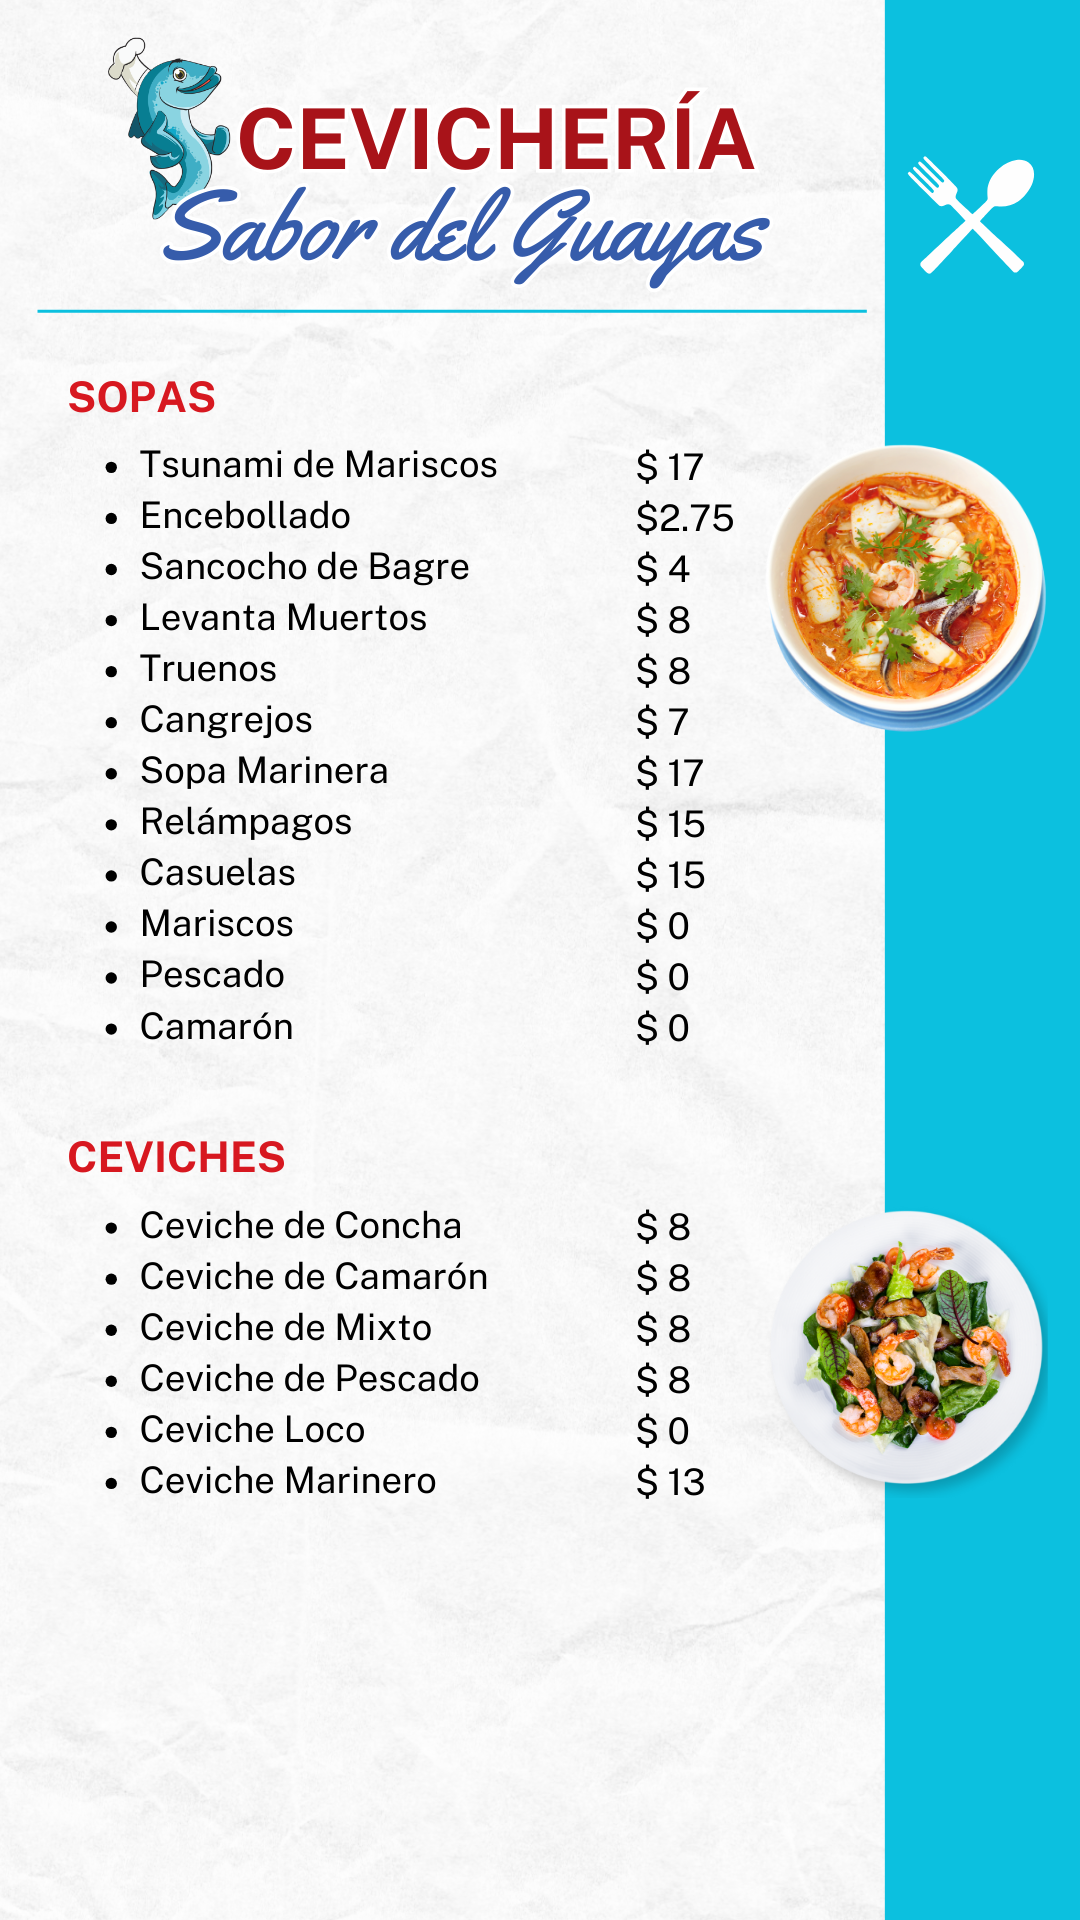 CEVICHERÍA
Sabor del Guayas
SOPAS
• Tsunami de Mariscos $ 17
• Encebollado $2.75
• Sancocho de Bagre $ 4
• Levanta Muertos $ 8
• Truenos $ 8
• Cangrejos $ 7
• Sopa Marinera $ 17
• Relámpagos $ 15
• Casuelas $ 15
• Mariscos $ 0
• Pescado $ 0
• Camarón $ 0
CEVICHES
• Ceviche de Concha $ 8
• Ceviche de Camarón $ 8
• Ceviche de Mixto $ 8
• Ceviche de Pescado $ 8
• Ceviche Loco $ 0
• Ceviche Marinero $ 13